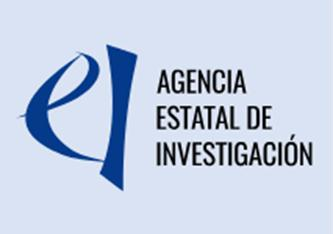 AGENCIA
ESTATAL DE
INVESTIGACIÓN